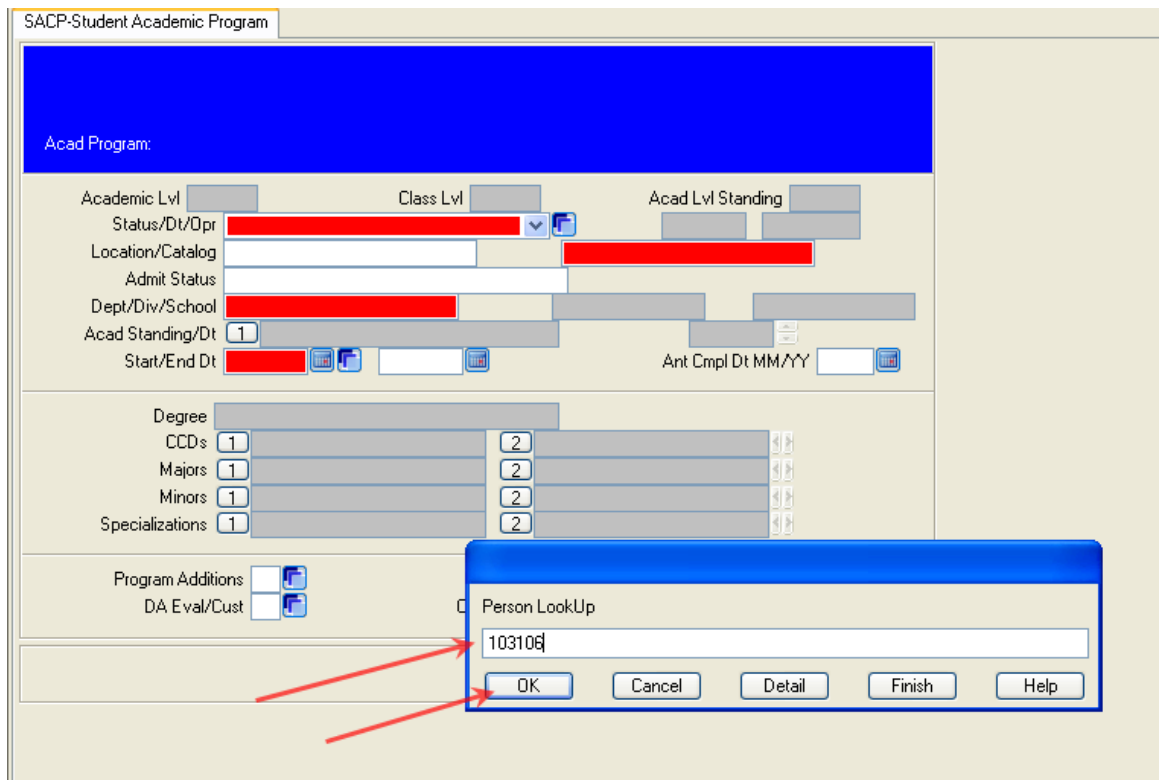 SACP-Student Academic Program
Acad Program:
Academic Lvl Class Lvl Acad Lvl Standing
Status/Dt/Opr
Location/Catalog
Admit Status
Dept/Div/School
Acad Standing/Dt 1
Start/End Dt Ant Cmpl Dt MM/YY
Degree
CCDs 1 2
Majors 1 2
Minors 1 2
Specializations 1 2
Program Additions
DA Eval/Cust C
Person LookUp
103106
OK Cancel Detail Finish Help